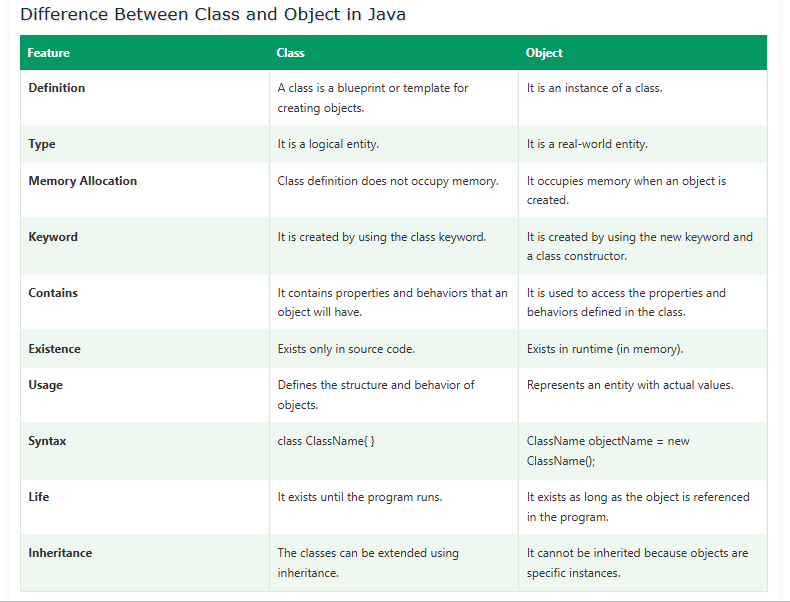 Difference Between Class and Object in Java
Feature Class Object
Definition A class is a blueprint or template for It is an instance of a class.
creating objects.
Type It is a logical entity. It is a real-world entity.
Memory Allocation Class definition does not occupy memory. It occupies memory when an object is
created.
Keyword It is created by using the class keyword. It is created by using the new keyword and
a class constructor.
Contains It contains properties and behaviors that an It is used to access the properties and
object will have. behaviors defined in the class.
Existence Exists only in source code. Exists in runtime (in memory).
Usage Defines the structure and behavior of Represents an entity with actual values.
objects.
Syntax class ClassName{ } ClassName objectName = new
ClassName();
Life It exists until the program runs. It exists as long as the object is referenced
in the program.
Inheritance The classes can be extended using It cannot be inherited because objects are
inheritance. specific instances.